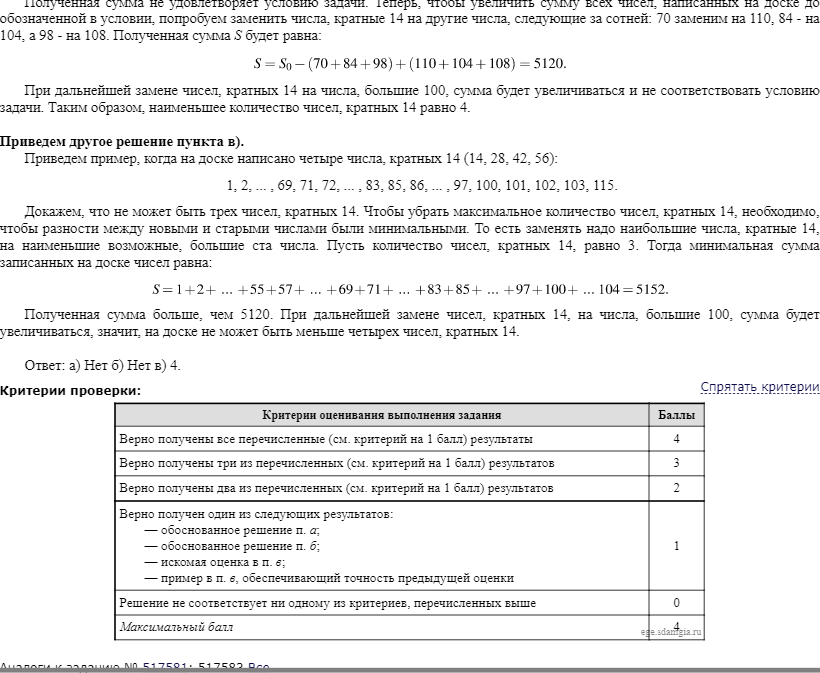 Полученная сумма не удовлетворяет условию задачи. Теперь, чтобы увеличить сумму всех чисел, написанных на доске до
обозначенной в условии, попробуем заменить числа, кратные 14 на другие числа, следующие за сотней: 70 заменим на 110, 84 - на
104, а 98 - на 108. Полученная сумма S будет равна:
S = S₀ − (70 + 84 + 98) + (110 + 104 + 108) = 5120.
При дальнейшей замене чисел, кратных 14 на числа, большие 100, сумма будет увеличиваться и не соответствовать условию
задачи. Таким образом, наименьшее количество чисел, кратных 14 равно 4.
Приведем другое решение пункта в).
Приведем пример, когда на доске написано четыре числа, кратных 14 (14, 28, 42, 56):
1, 2, ... , 69, 71, 72, ... , 83, 85, 86, ... , 97, 100, 101, 102, 103, 115.
Докажем, что не может быть трех чисел, кратных 14. Чтобы убрать максимальное количество чисел, кратных 14, необходимо,
чтобы разности между новыми и старыми числами были минимальными. То есть заменять надо наибольшие числа, кратные 14,
на наименьшие возможные, большие ста числа. Пусть количество чисел, кратных 14, равно 3. Тогда минимальная сумма
записанных на доске чисел равна:
S = 1 + 2 + ... + 55 + 57 + ... + 69 + 71 + ... + 83 + 85 + ... + 97 + 100 + ... 104 = 5152.
Полученная сумма больше, чем 5120. При дальнейшей замене чисел, кратных 14, на числа, большие 100, сумма будет
увеличиваться, значит, на доске не может быть меньше четырех чисел, кратных 14.
Ответ: а) Нет б) Нет в) 4.
Критерии проверки:
Спрятать критерии
Критерии оценивания выполнения задания Баллы
Верно получены все перечисленные (см. критерий на 1 балл) результаты 4
Верно получены три из перечисленных (см. критерий на 1 балл) результатов 3
Верно получены два из перечисленных (см. критерий на 1 балл) результатов 2
Верно получен один из следующих результатов:
— обоснованное решение п. а;
— обоснованное решение п. б;
— искомая оценка в п. в;
— пример в п. в, обеспечивающий точность предыдущей оценки
1
Решение не соответствует ни одному из критериев, перечисленных выше 0
Максимальный балл 4
ege.sdamgia.ru
Аналоги к заданию № 517581: 517583 Все